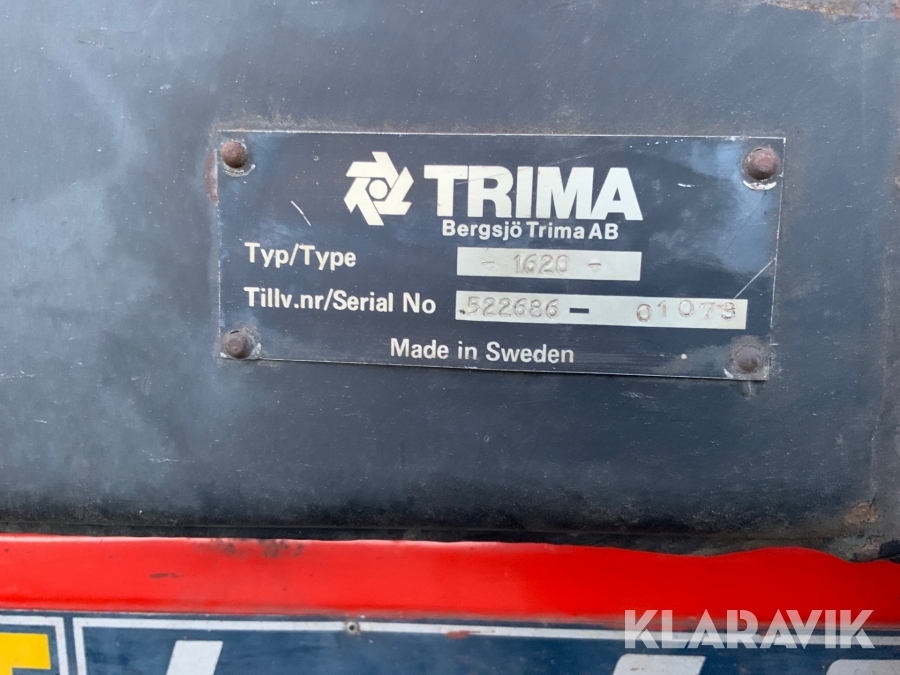 TRIMA
Bergsjö Trima AB
Typ/Type - 1620 -
Tillv.nr/Serial No 522686 - 01073
Made in Sweden
KLARAVIK